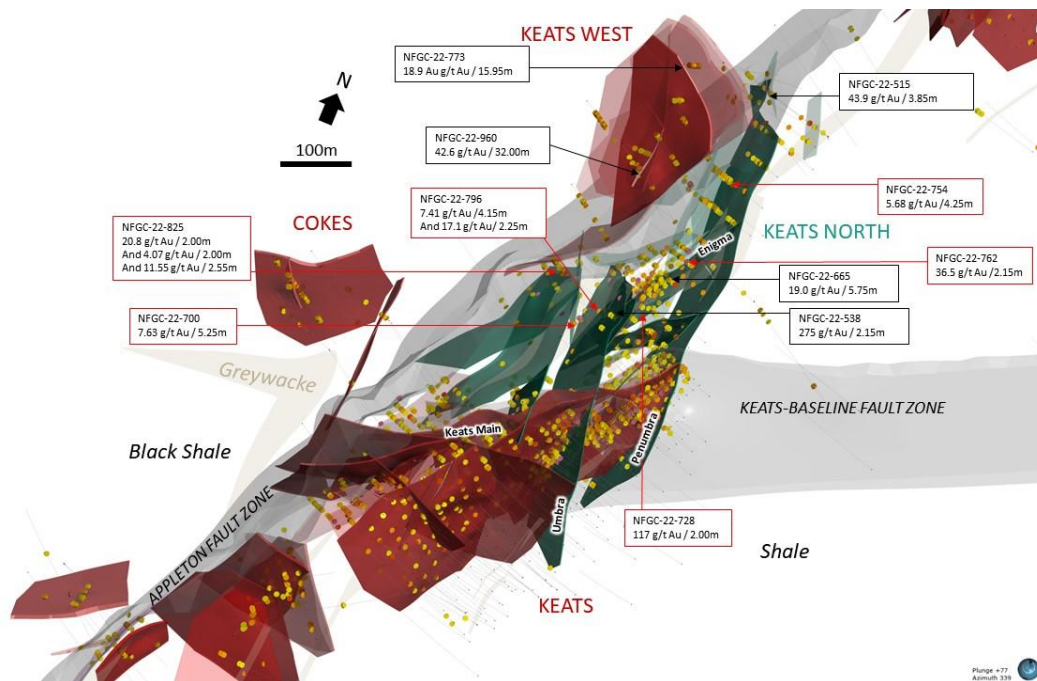 KEATS WEST
NFGC-22-773
18.9 Au g/t Au / 15.95m
N
100m
NFGC-22-515
43.9 g/t Au / 3.85m
NFGC-22-960
42.6 g/t Au / 32.00m
NFGC-22-754
5.68 g/t Au / 4.25m
NFGC-22-796
7.41 g/t Au / 4.15m
And 17.1 g/t Au / 2.25m
COKES
NFGC-22-825
20.8 g/t Au / 2.00m
And 4.07 g/t Au / 2.00m
And 11.55 g/t Au / 2.55m
KEATS NORTH
Enigma
NFGC-22-762
36.5 g/t Au /2.15m
NFGC-22-665
19.0 g/t Au / 5.75m
NFGC-22-700
7.63 g/t Au / 5.25m
NFGC-22-538
275 g/t Au / 2.15m
Greywacke
KEATS-BASELINE FAULT ZONE
Black Shale
Keats Main
Penumbra
Umbra
APPLETON FAULT ZONE
NFGC-22-728
117 g/t Au / 2.00m
Shale
KEATS
Plunge +77
Azimuth 339